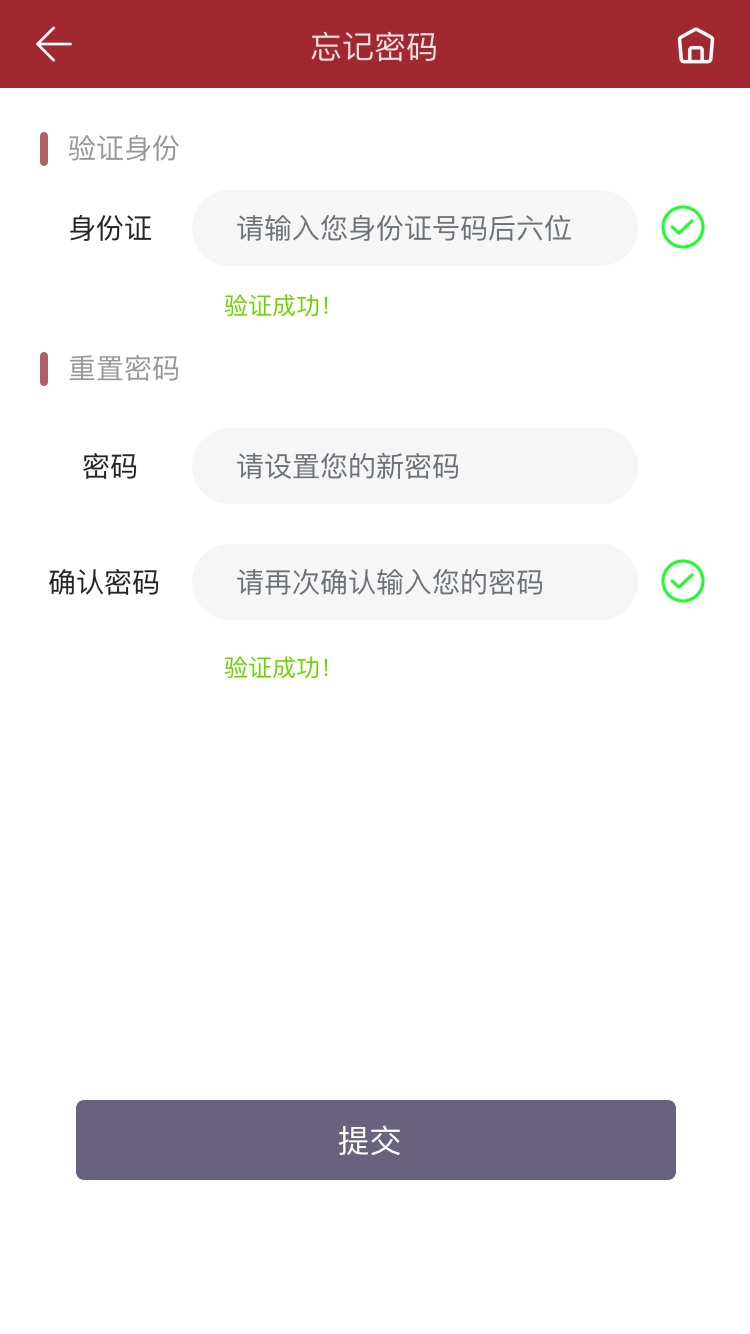 忘记密码
验证身份
身份证 请输入您身份证号码后六位
验证成功!
重置密码
密码 请设置您的新密码
确认密码 请再次确认输入您的密码
验证成功!
提交